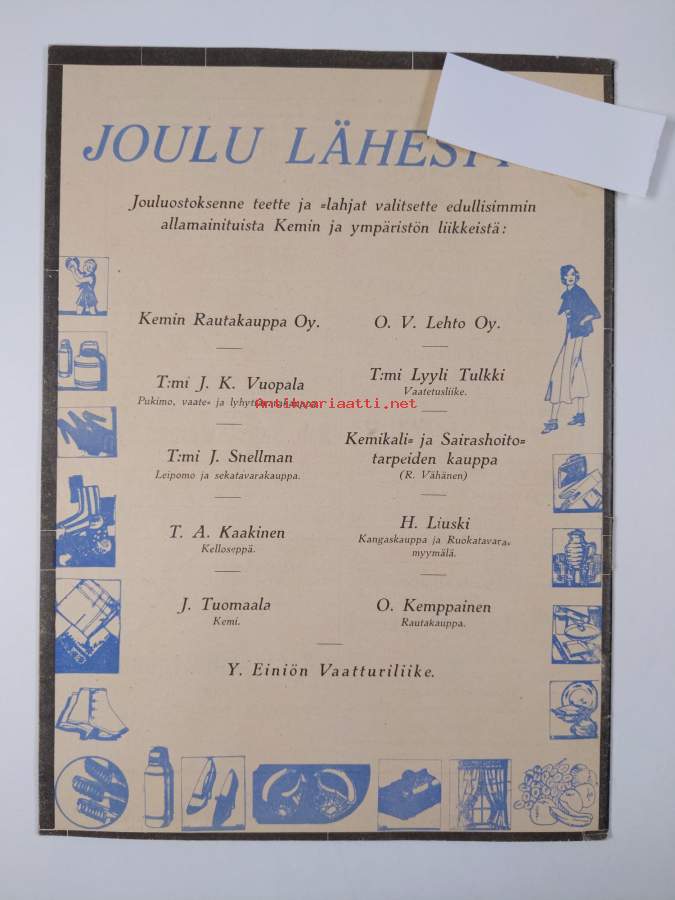 JOULU LÄHESTY
Jouluostoksenne teette ja =lahjat valitsette edullisimmin
allamainituista Kemin ja ympäristön liikkeistä:
Kemin Rautakauppa Oy.
T:mi J. K. Vuopala
Pukimo, vaate= ja
Antikvariaatti.net
T:mi J. Snellman
Leipomo ja sekatavarakauppa.
T. A. Kaakinen
Kelloseppä.
J. Tuomaala
Kemi.
O. V. Lehto Oy.
T:mi Lyyli Tulkki
Vaatetusliike.
Kemikali= ja Sairashoito=
tarpeiden kauppa
(R. Vähänen)
H. Liuski
Kangaskauppa ja Ruokatavara=
myymälä.
O. Kemppainen
Rautakauppa.
Y. Einiön Vaatturiliike.